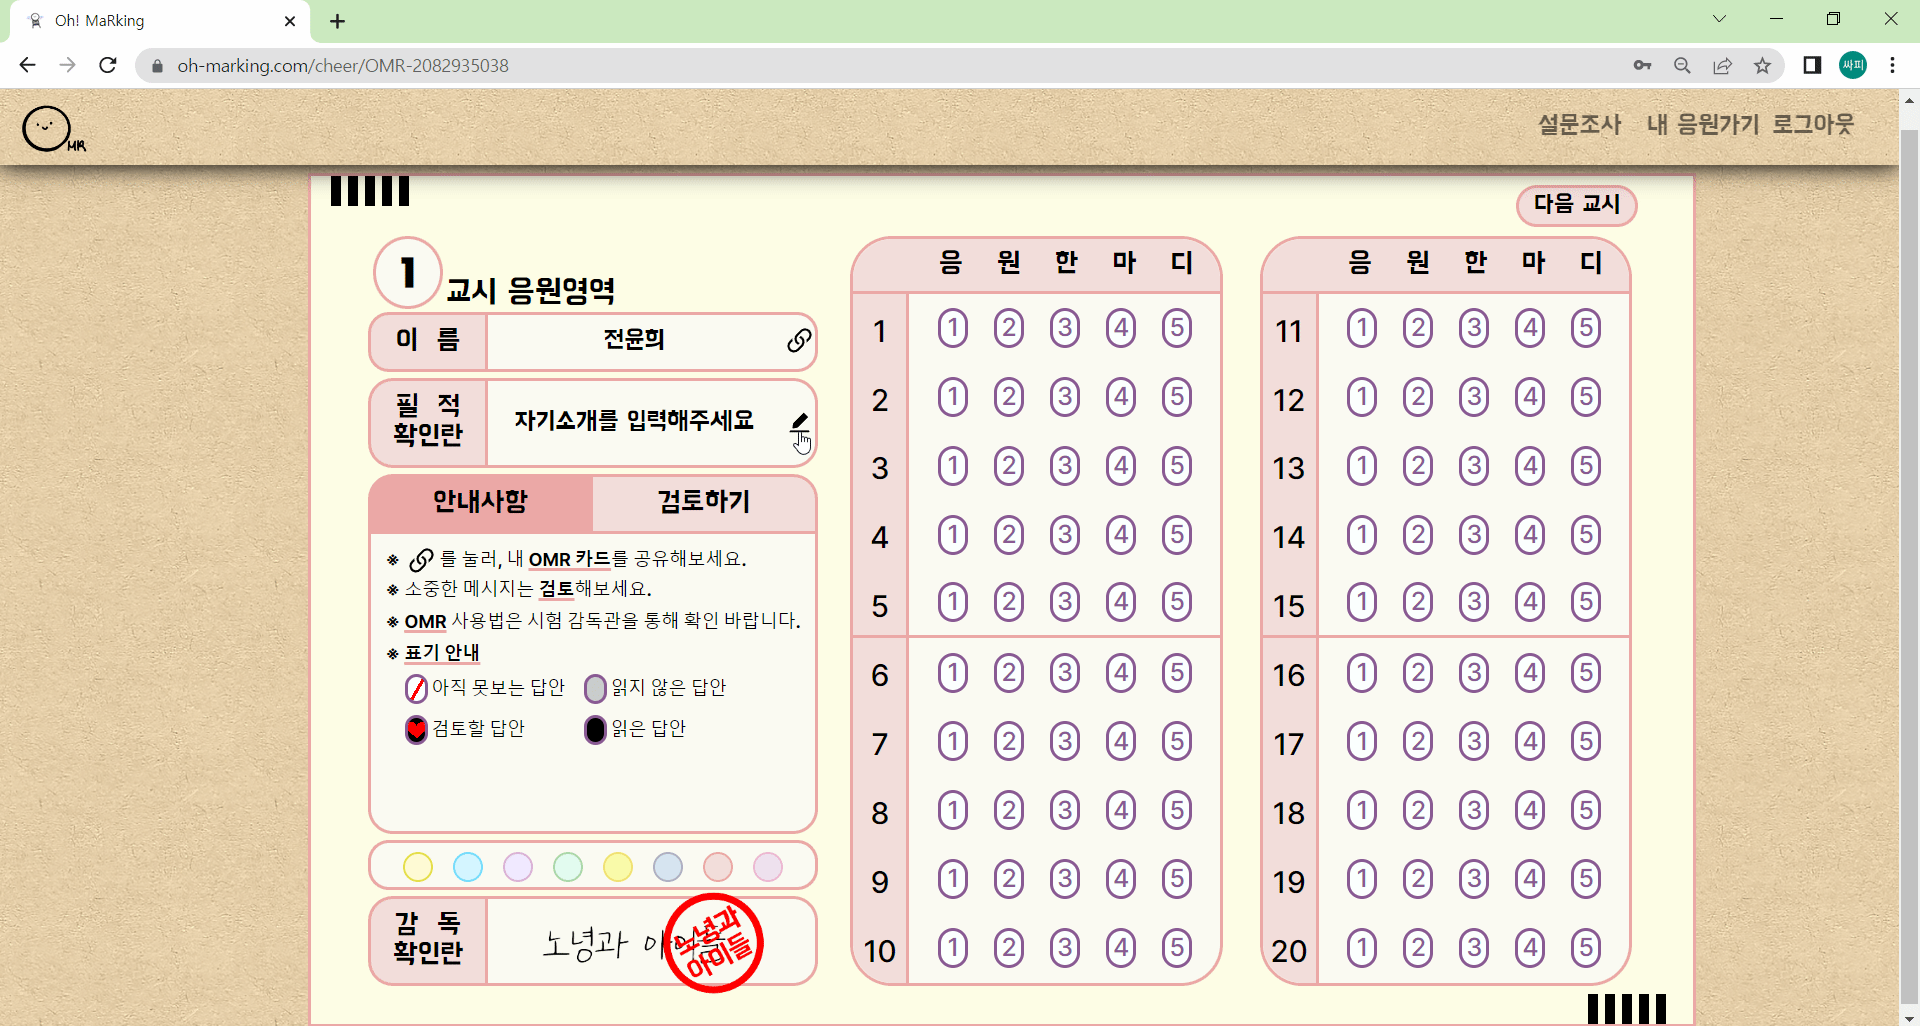 Oh! MaRking
oh-marking.com/cheer/OMR-2082935038
싸피
MR
설문조사 내 응원가기 로그아웃
다음 교시
1 교시 응원영역
이 름 전윤희
필 적
확인란
자기소개를 입력해주세요
안내사항 검토하기
※ 를 눌러, 내 OMR 카드를 공유해보세요.
※ 소중한 메시지는 검토해보세요.
※ OMR 사용법은 시험 감독관을 통해 확인 바랍니다.
※ 표기 안내
아직 못보는 답안 읽지 않은 답안
검토할 답안 읽은 답안
감 독
확인란
노녕과 아이들
노녕과
아이들
응 원 한 마 디
1 1 2 3 4 5
2 1 2 3 4 5
3 1 2 3 4 5
4 1 2 3 4 5
5 1 2 3 4 5
6 1 2 3 4 5
7 1 2 3 4 5
8 1 2 3 4 5
9 1 2 3 4 5
10 1 2 3 4 5
응 원 한 마 디
11 1 2 3 4 5
12 1 2 3 4 5
13 1 2 3 4 5
14 1 2 3 4 5
15 1 2 3 4 5
16 1 2 3 4 5
17 1 2 3 4 5
18 1 2 3 4 5
19 1 2 3 4 5
20 1 2 3 4 5